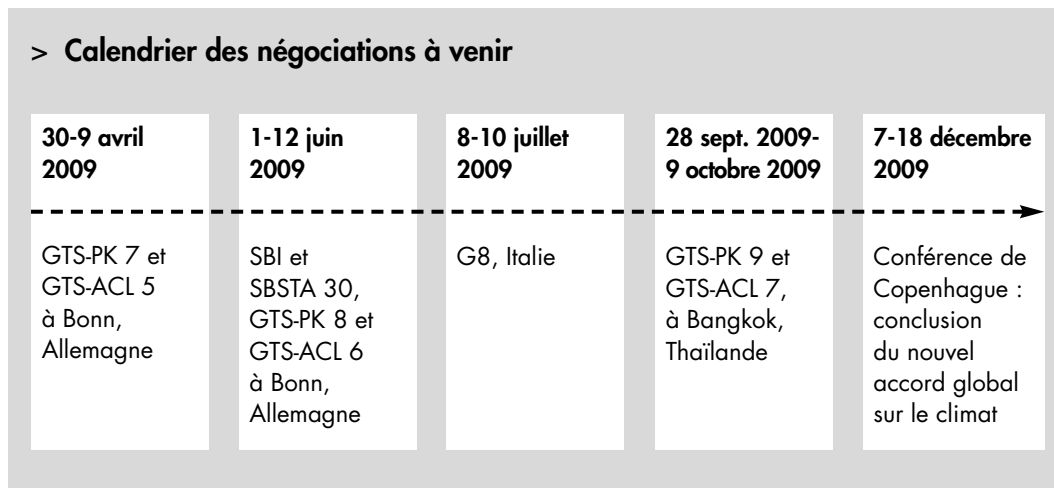 > Calendrier des négociations à venir
30-9 avril
2009
GTS-PK 7 et
GTS-ACL 5
à Bonn,
Allemagne
1-12 juin
2009
SBI et
SBSTA 30,
GTS-PK 8 et
GTS-ACL 6
à Bonn,
Allemagne
8-10 juillet
2009
G8, Italie
28 sept. 2009-
9 octobre 2009
GTS-PK 9 et
GTS-ACL 7,
à Bangkok,
Thaïlande
7-18 décembre
2009
Conférence de
Copenhague :
conclusion
du nouvel
accord global
sur le climat